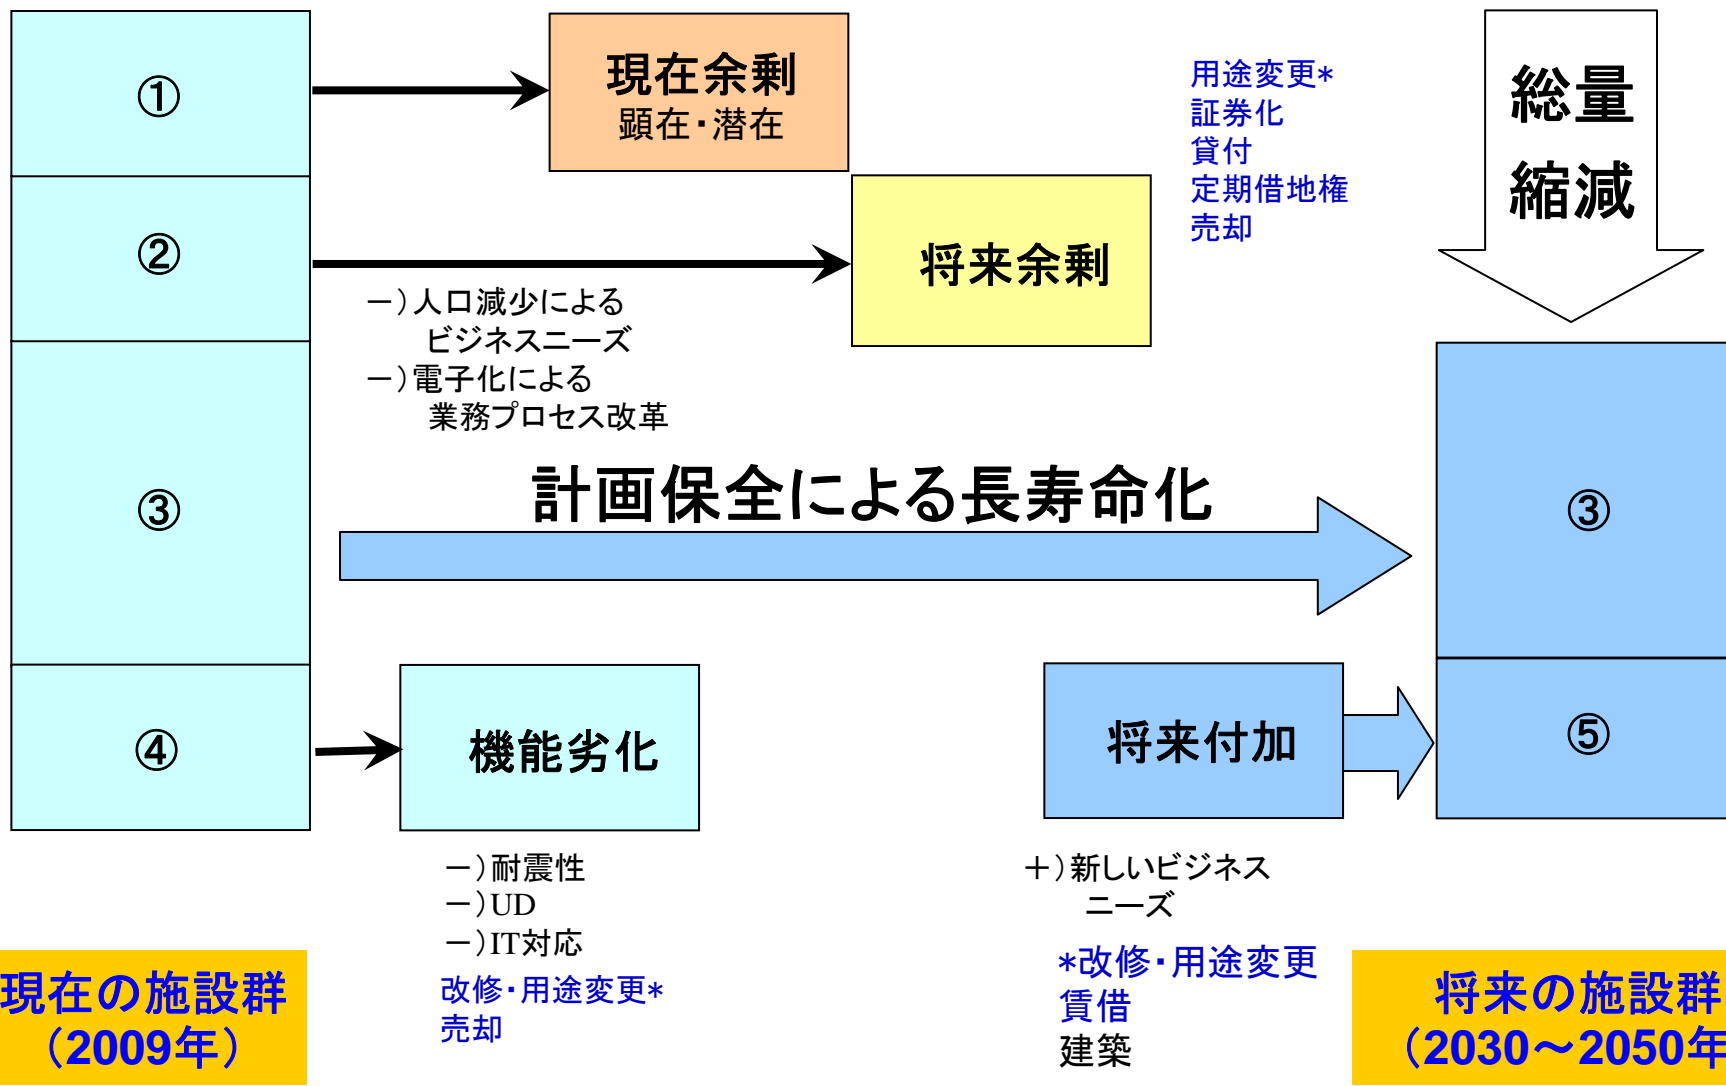 ①
現在余剰
顕在・潜在
用途変更*
証券化
貸付
定期借地権
売却
総量
縮減
②
将来余剰
－）人口減少による
ビジネスニーズ
－）電子化による
業務プロセス改革
計画保全による長寿命化
③
③
④
機能劣化
将来付加
⑤
－）耐震性
－）UD
－）IT対応
改修・用途変更*
売却
＋）新しいビジネス
ニーズ
*改修・用途変更
賃借
建築
現在の施設群
（2009年）
将来の施設群
（2030～2050年